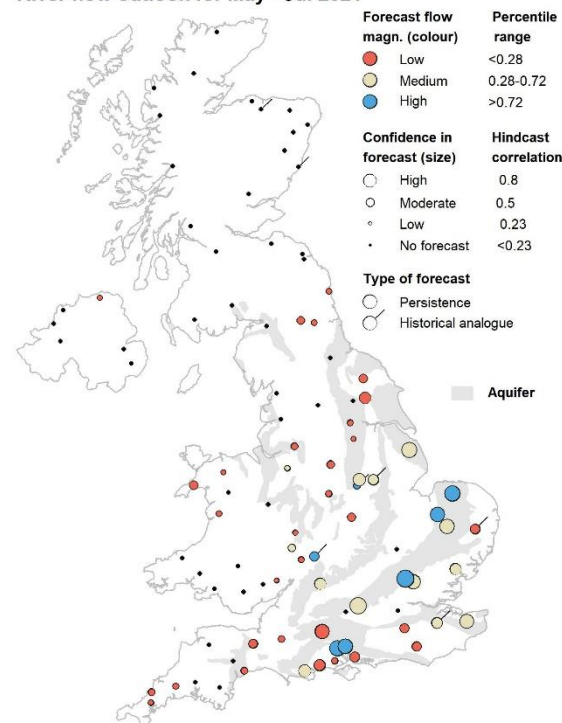 Forecast flow Percentile
magn. (colour) range
Low <0.28
Medium 0.28-0.72
High >0.72
Confidence in Hindcast
forecast (size) correlation
High 0.8
Moderate 0.5
Low 0.23
No forecast <0.23
Type of forecast
Persistence
Historical analogue
Aquifer